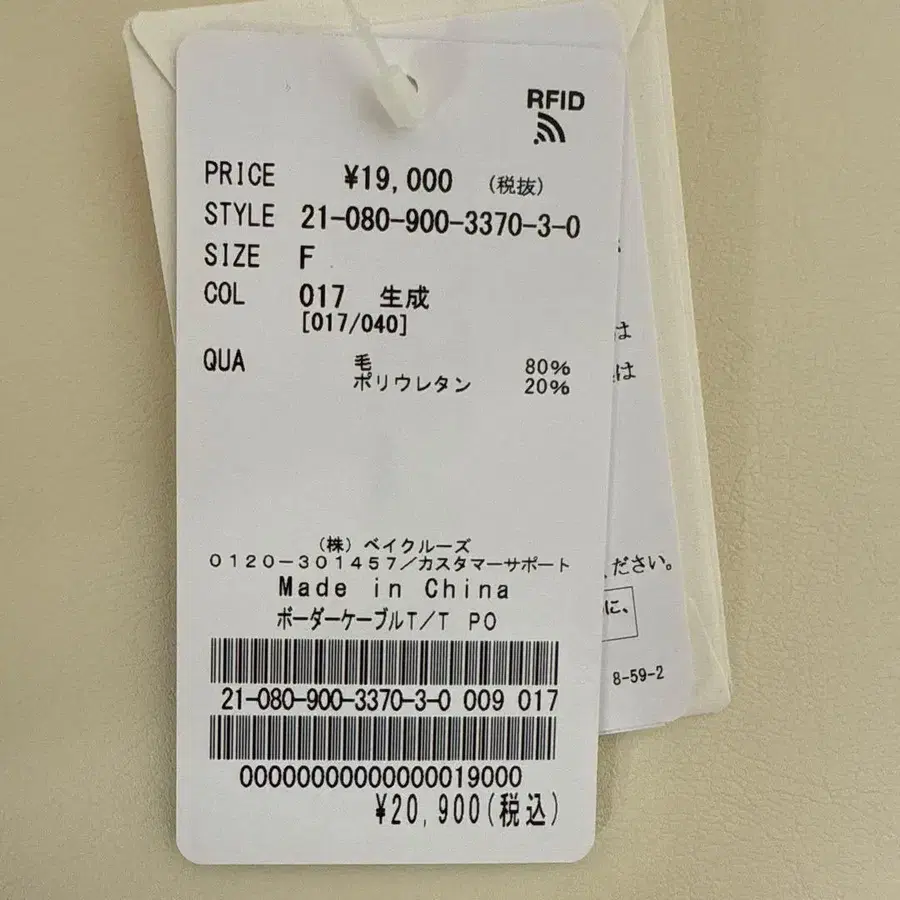 RFID
PRICE ¥19,000 (税抜)
STYLE 21-080-900-3370-3-0
SIZE F
COL 017 生成
[017/040]
QUA 毛 80%
ポリウレタン 20%
(株)ベイクルーズ
0120-301457/カスタマーサポート
Made in China
ボーダーケーブルT/T PO
21-080-900-3370-3-0 009 017
00000000000000019000
¥20,900(税込)
は
は
ください。
に、
8-59-2